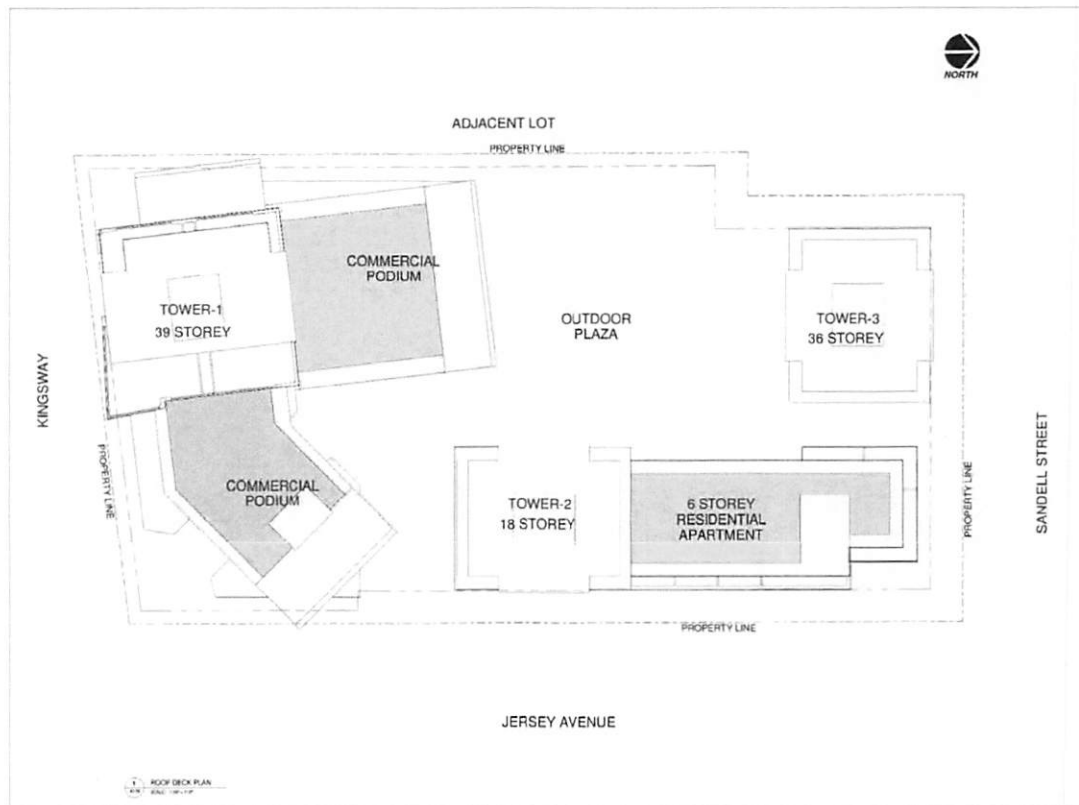 NORTH
ADJACENT LOT
PROPERTY LINE
COMMERCIAL
PODIUM
TOWER-1
39 STOREY
OUTDOOR
PLAZA
TOWER-3
36 STOREY
KINGSWAY
PROPERTY LINE
COMMERCIAL
PODIUM
TOWER-2
18 STOREY
6 STOREY
RESIDENTIAL
APARTMENT
PROPERTY LINE
SANDELL STREET
PROPERTY LINE
JERSEY AVENUE
1
ROOF DECK PLAN